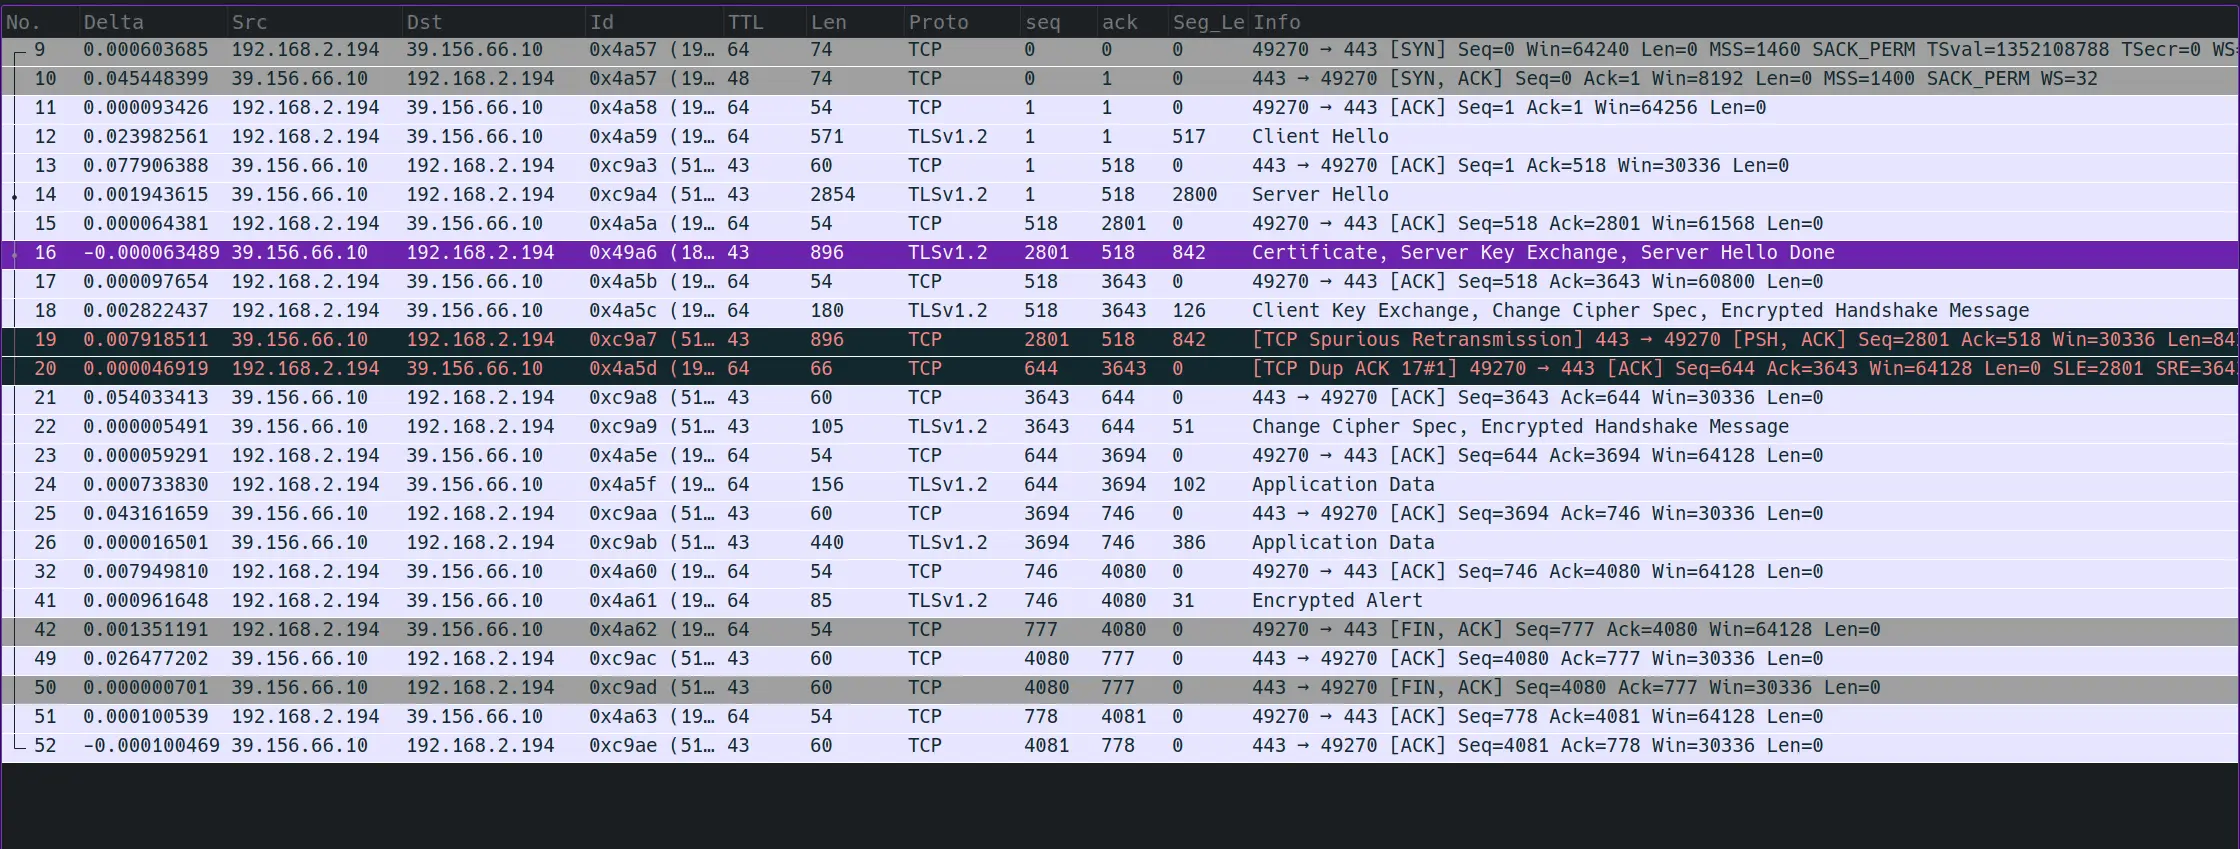 No. Delta Src Dst Id TTL Len Proto seq ack Seg_Le Info
9 0.000603685 192.168.2.194 39.156.66.10 0x4a57 (19… 64 74 TCP 0 0 0 49270 → 443 [SYN] Seq=0 Win=64240 Len=0 MSS=1460 SACK_PERM TSval=1352108788 TSecr=0 WS=
10 0.045448399 39.156.66.10 192.168.2.194 0x4a57 (19… 48 74 TCP 0 1 0 443 → 49270 [SYN, ACK] Seq=0 Ack=1 Win=8192 Len=0 MSS=1400 SACK_PERM WS=32
11 0.000093426 192.168.2.194 39.156.66.10 0x4a58 (19… 64 54 TCP 1 1 0 49270 → 443 [ACK] Seq=1 Ack=1 Win=64256 Len=0
12 0.023982561 192.168.2.194 39.156.66.10 0x4a59 (19… 64 571 TLSv1.2 1 1 517 Client Hello
13 0.077906388 39.156.66.10 192.168.2.194 0xc9a3 (51… 43 60 TCP 1 518 0 443 → 49270 [ACK] Seq=1 Ack=518 Win=30336 Len=0
14 0.001943615 39.156.66.10 192.168.2.194 0xc9a4 (51… 43 2854 TLSv1.2 1 518 2800 Server Hello
15 0.000064381 192.168.2.194 39.156.66.10 0x4a5a (19… 64 54 TCP 518 2801 0 49270 → 443 [ACK] Seq=518 Ack=2801 Win=61568 Len=0
16 -0.000063489 39.156.66.10 192.168.2.194 0x49a6 (18… 43 896 TLSv1.2 2801 518 842 Certificate, Server Key Exchange, Server Hello Done
17 0.000097654 192.168.2.194 39.156.66.10 0x4a5b (19… 64 54 TCP 518 3643 0 49270 → 443 [ACK] Seq=518 Ack=3643 Win=60800 Len=0
18 0.002822437 192.168.2.194 39.156.66.10 0x4a5c (19… 64 180 TLSv1.2 518 3643 126 Client Key Exchange, Change Cipher Spec, Encrypted Handshake Message
19 0.007918511 39.156.66.10 192.168.2.194 0xc9a7 (51… 43 896 TCP 2801 518 842 [TCP Spurious Retransmission] 443 → 49270 [PSH, ACK] Seq=2801 Ack=518 Win=30336 Len=84
20 0.000046919 192.168.2.194 39.156.66.10 0x4a5d (19… 64 66 TCP 644 3643 0 [TCP Dup ACK 17#1] 49270 → 443 [ACK] Seq=644 Ack=3643 Win=64128 Len=0 SLE=2801 SRE=364
21 0.054033413 39.156.66.10 192.168.2.194 0xc9a8 (51… 43 60 TCP 3643 644 0 443 → 49270 [ACK] Seq=3643 Ack=644 Win=30336 Len=0
22 0.000005491 39.156.66.10 192.168.2.194 0xc9a9 (51… 43 105 TLSv1.2 3643 644 51 Change Cipher Spec, Encrypted Handshake Message
23 0.000059291 192.168.2.194 39.156.66.10 0x4a5e (19… 64 54 TCP 644 3694 0 49270 → 443 [ACK] Seq=644 Ack=3694 Win=64128 Len=0
24 0.000733830 192.168.2.194 39.156.66.10 0x4a5f (19… 64 156 TLSv1.2 644 3694 102 Application Data
25 0.043161659 39.156.66.10 192.168.2.194 0xc9aa (51… 43 60 TCP 3694 746 0 443 → 49270 [ACK] Seq=3694 Ack=746 Win=30336 Len=0
26 0.000016501 39.156.66.10 192.168.2.194 0xc9ab (51… 43 440 TLSv1.2 3694 746 386 Application Data
32 0.007949810 192.168.2.194 39.156.66.10 0x4a60 (19… 64 54 TCP 746 4080 0 49270 → 443 [ACK] Seq=746 Ack=4080 Win=64128 Len=0
41 0.000961648 192.168.2.194 39.156.66.10 0x4a61 (19… 64 85 TLSv1.2 746 4080 31 Encrypted Alert
42 0.001351191 192.168.2.194 39.156.66.10 0x4a62 (19… 64 54 TCP 777 4080 0 49270 → 443 [FIN, ACK] Seq=777 Ack=4080 Win=64128 Len=0
49 0.026477202 39.156.66.10 192.168.2.194 0xc9ac (51… 43 60 TCP 4080 777 0 443 → 49270 [ACK] Seq=4080 Ack=777 Win=30336 Len=0
50 0.000000701 39.156.66.10 192.168.2.194 0xc9ad (51… 43 60 TCP 4080 777 0 443 → 49270 [FIN, ACK] Seq=4080 Ack=777 Win=30336 Len=0
51 0.000100539 192.168.2.194 39.156.66.10 0x4a63 (19… 64 54 TCP 778 4081 0 49270 → 443 [ACK] Seq=778 Ack=4081 Win=64128 Len=0
52 -0.000100469 39.156.66.10 192.168.2.194 0xc9ae (51… 43 60 TCP 4081 778 0 443 → 49270 [ACK] Seq=4081 Ack=778 Win=30336 Len=0